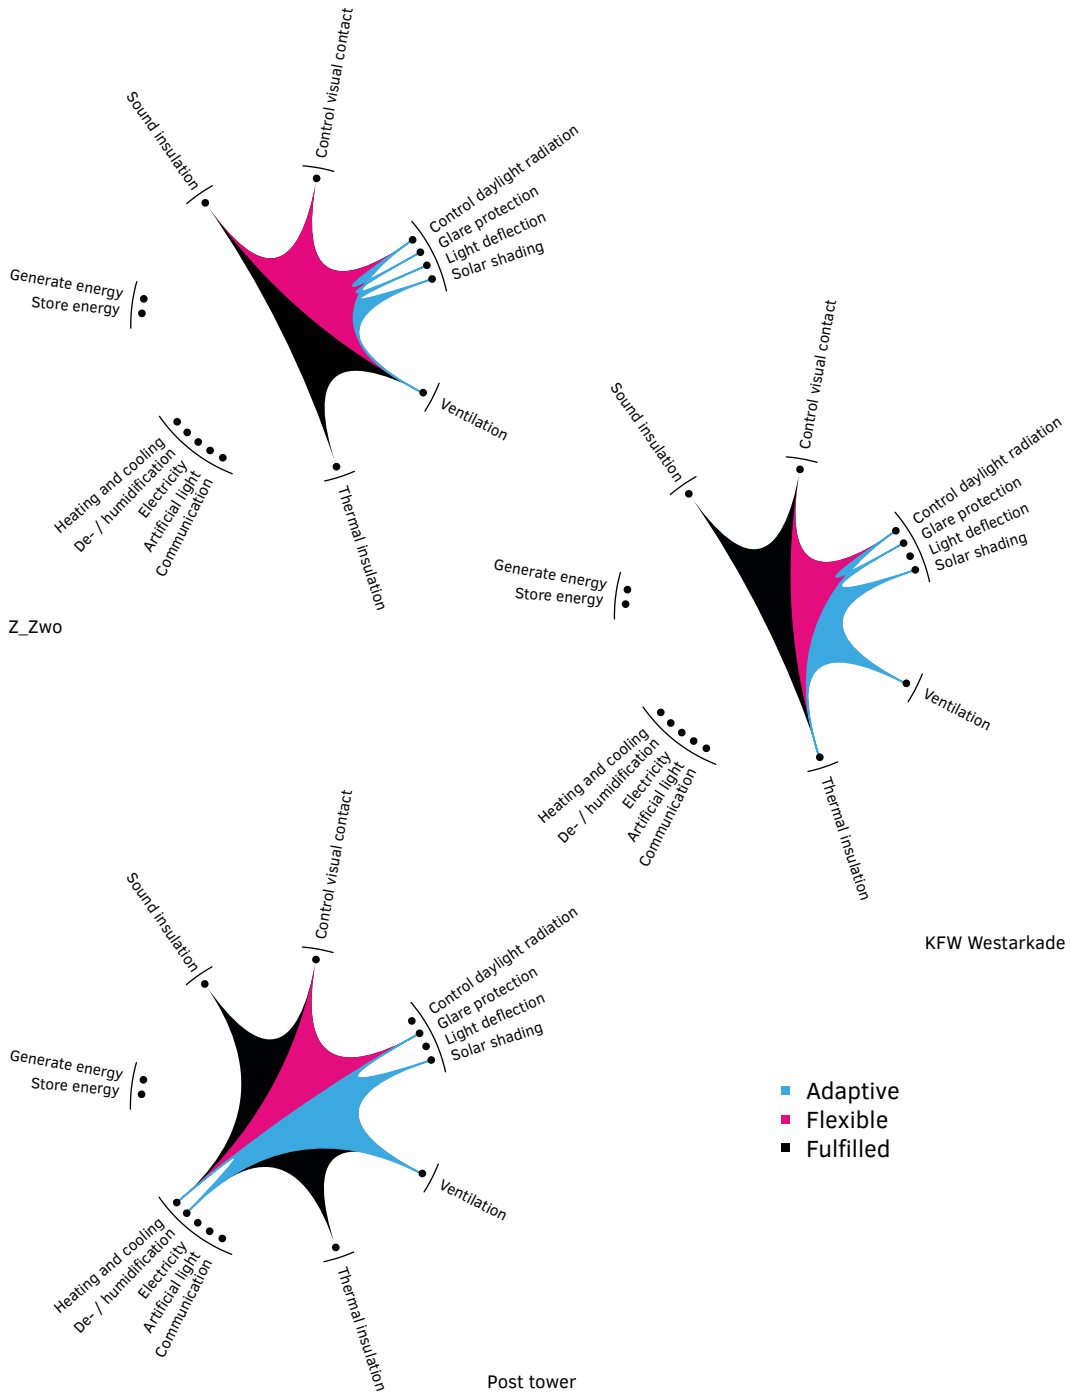 Control visual contact
Sound insulation
Control daylight radiation
Glare protection
Light deflection
Solar shading
Generate energy
Store energy
Ventilation
Heating and cooling
De- / humidification
Electricity
Artificial light
Communication
Thermal insulation
Z_Zwo
Control visual contact
Sound insulation
Control daylight radiation
Glare protection
Light deflection
Solar shading
Generate energy
Store energy
Ventilation
Heating and cooling
De- / humidification
Electricity
Artificial light
Communication
Thermal insulation
KFW Westarkade
Control visual contact
Sound insulation
Control daylight radiation
Glare protection
Light deflection
Solar shading
Generate energy
Store energy
Ventilation
Heating and cooling
De- / humidification
Electricity
Artificial light
Communication
Thermal insulation
Post tower
Adaptive
Flexible
Fulfilled